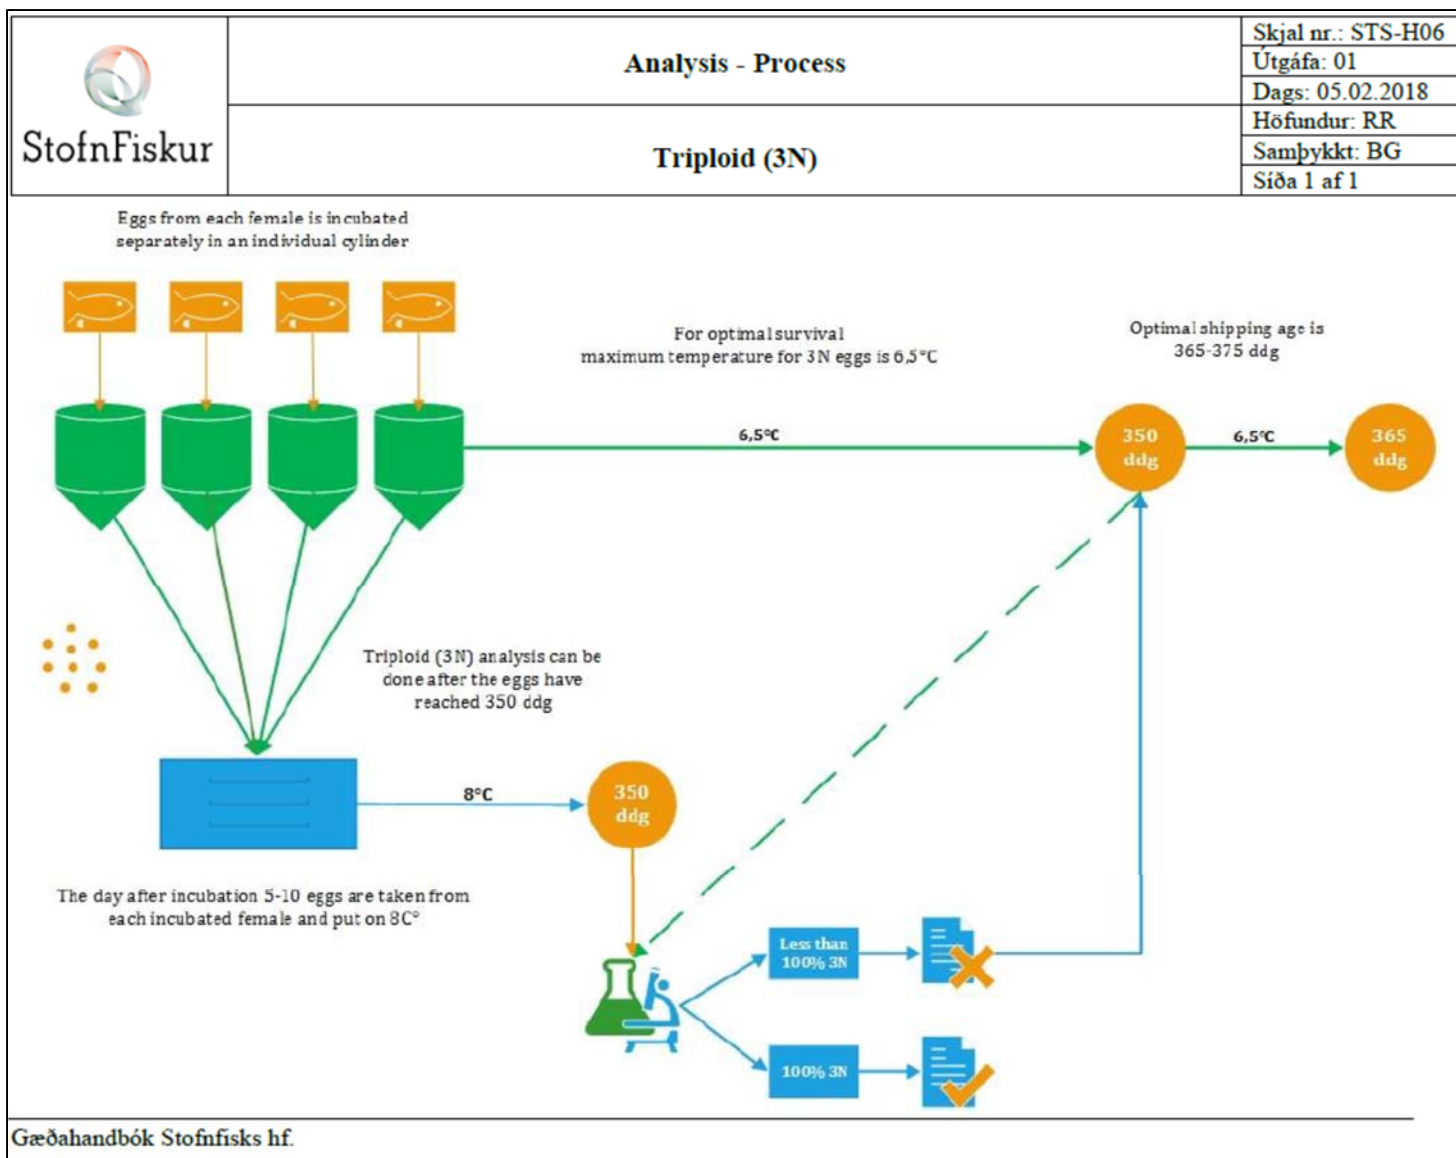 StofnFiskur
Analysis - Process
Triploid (3N)
Skjal nr.: STS-H06
Útgáfa: 01
Dags: 05.02.2018
Höfundur: RR
Samþykkt: BG
Síða 1 af 1
Eggs from each female is incubated
separately in an individual cylinder
For optimal survival
maximum temperature for 3N eggs is 6,5°C
Optimal shipping age is
365-375 ddg
6,5°C
350
ddg
6,5°C
365
ddg
Triploid (3N) analysis can be
done after the eggs have
reached 350 ddg
8°C
350
ddg
The day after incubation 5-10 eggs are taken from
each incubated female and put on 8C°
Less than
100% 3N
100% 3N
Gæðahandbók Stofnfisks hf.